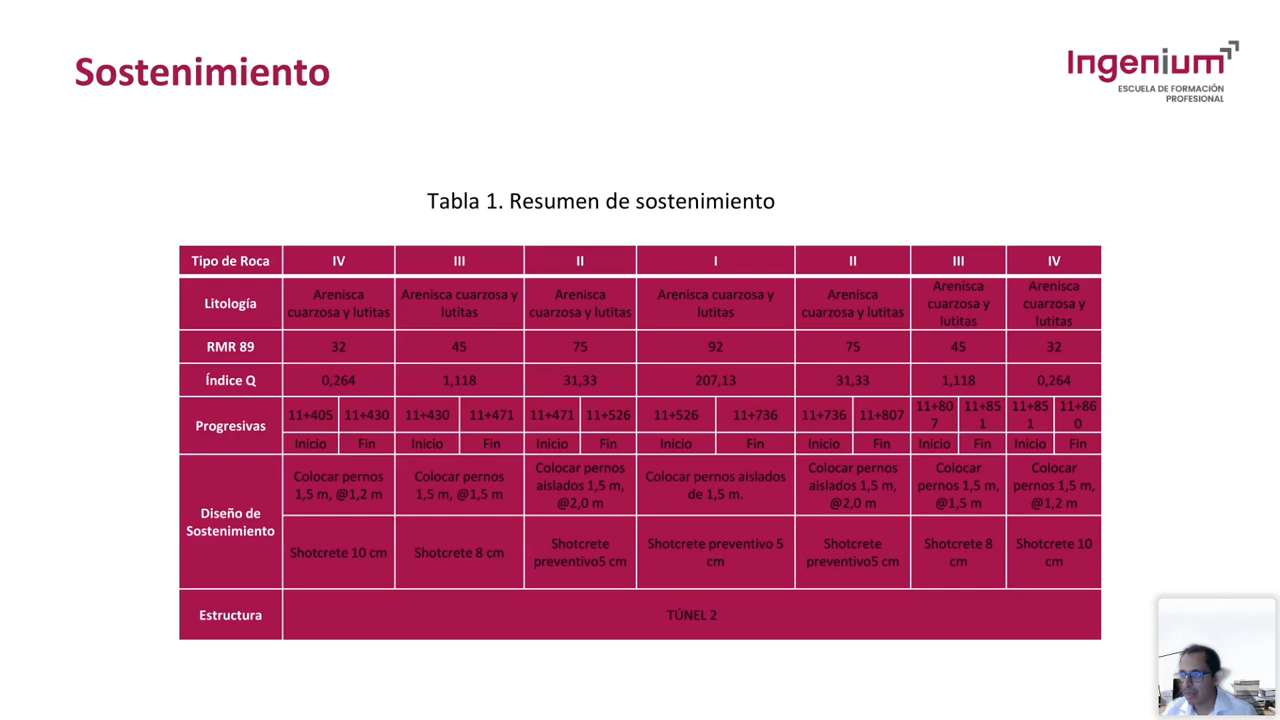 Sostenimiento
Ingenium
ESCUELA DE FORMACIÓN
PROFESIONAL
Tabla 1. Resumen de sostenimiento
Tipo de Roca IV III II I II III IV
Litología Arenisca cuarzosa y lutitas Arenisca cuarzosa y lutitas Arenisca cuarzosa y lutitas Arenisca cuarzosa y lutitas Arenisca cuarzosa y lutitas Arenisca cuarzosa y lutitas Arenisca cuarzosa y lutitas
RMR 89 32 45 75 92 75 45 32
Índice Q 0,264 1,118 31,33 207,13 31,33 1,118 0,264
Progresivas 11+405 11+430 11+430 11+471 11+471 11+526 11+526 11+736 11+736 11+807 11+807 11+851 11+851 11+860
Inicio Fin Inicio Fin Inicio Fin Inicio Fin Inicio Fin Inicio Fin Inicio Fin
Diseño de Sostenimiento Colocar pernos 1,5 m, @1,2 m Colocar pernos 1,5 m, @1,5 m Colocar pernos aislados 1,5 m, @2,0 m Colocar pernos aislados de 1,5 m. Colocar pernos aislados 1,5 m, @2,0 m Colocar pernos 1,5 m, @1,5 m Colocar pernos 1,5 m, @1,2 m
Shotcrete 10 cm Shotcrete 8 cm Shotcrete preventivo5 cm Shotcrete preventivo 5 cm Shotcrete preventivo5 cm Shotcrete 8 cm Shotcrete 10 cm
Estructura TÚNEL 2